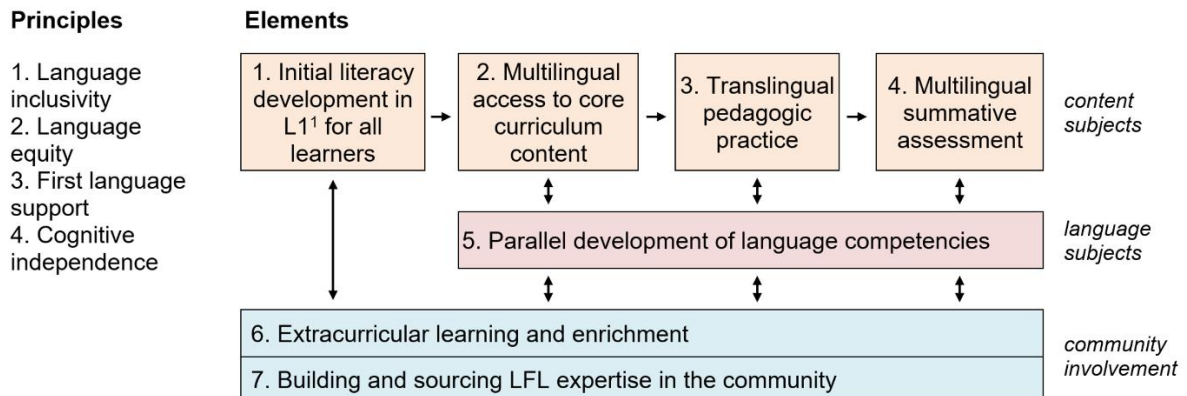 Principles
1. Language
inclusivity
2. Language
equity
3. First language
support
4. Cognitive
independence
Elements
1. Initial literacy
development in
L1¹ for all
learners
2. Multilingual
access to core
curriculum
content
3. Translingual
pedagogic
practice
4. Multilingual
summative
assessment
content
subjects
5. Parallel development of language competencies
language
subjects
6. Extracurricular learning and enrichment
7. Building and sourcing LFL expertise in the community
community
involvement